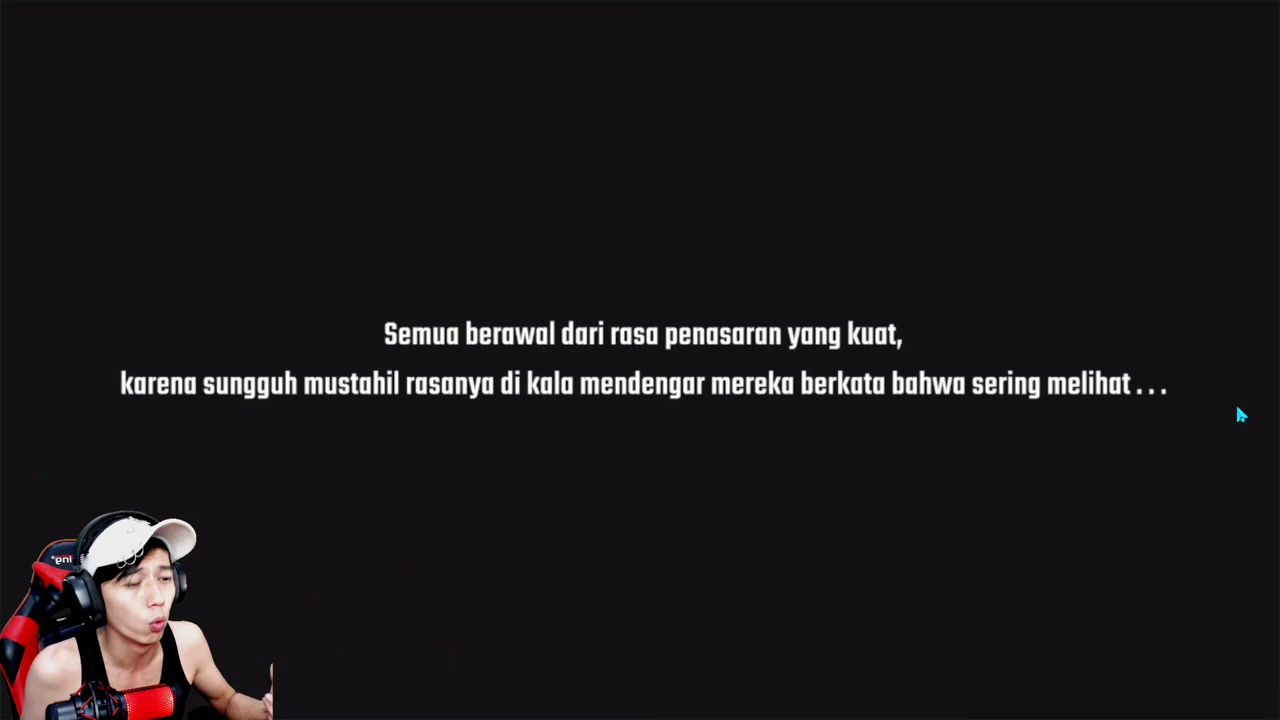 Semua berawal dari rasa penasaran yang kuat,
karena sungguh mustahil rasanya di kala mendengar mereka berkata bahwa sering melihat . . .